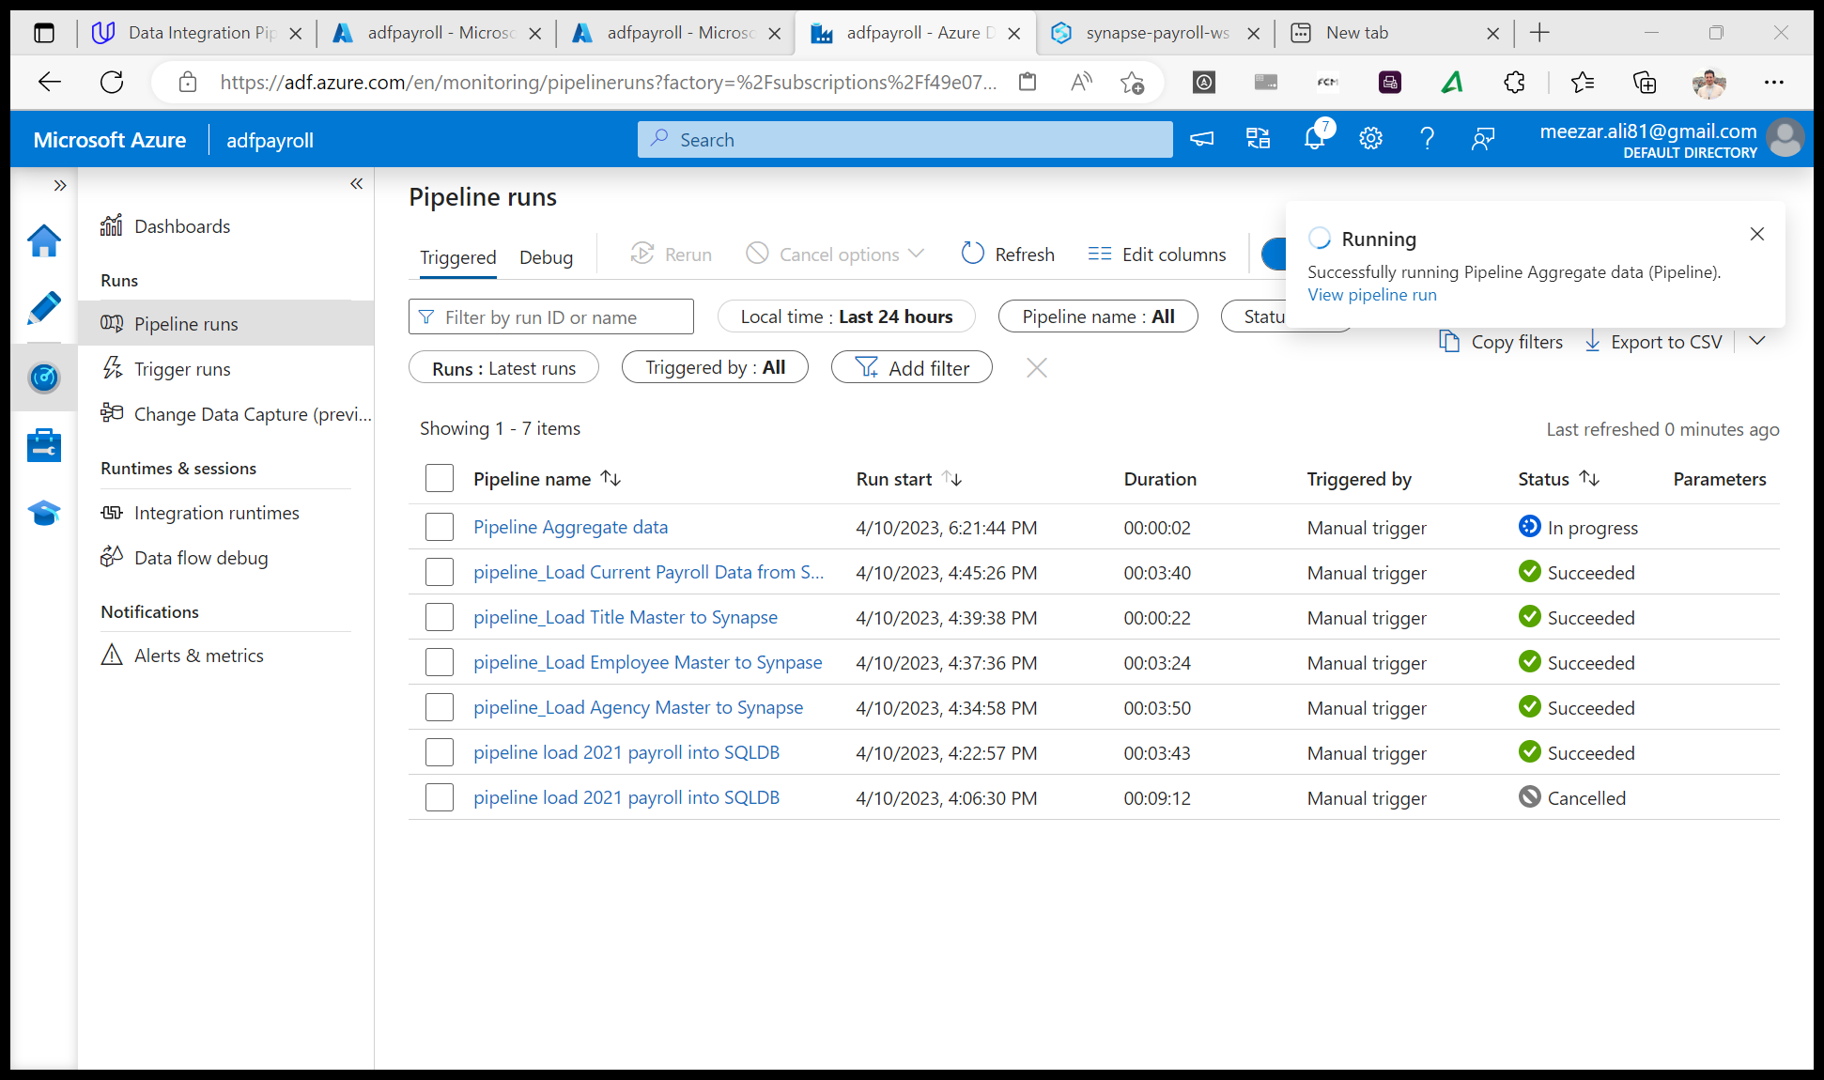 Data Integration Pip
adfpayroll - Microsc
adfpayroll - Microsc
adfpayroll - Azure D
synapse-payroll-ws
New tab
https://adf.azure.com/en/monitoring/pipelineruns?factory=%2Fsubscriptions%2Ff49e07...
FCM
Microsoft Azure
adfpayroll
Search
7
meezar.ali81@gmail.com
DEFAULT DIRECTORY
Dashboards
Runs
Pipeline runs
Trigger runs
Change Data Capture (previ...
Runtimes & sessions
Integration runtimes
Data flow debug
Notifications
Alerts & metrics
Pipeline runs
Triggered
Debug
Rerun
Cancel options
Refresh
Edit columns
Running
Successfully running Pipeline Aggregate data (Pipeline).
View pipeline run
Filter by run ID or name
Local time : Last 24 hours
Pipeline name : All
Statu
Runs : Latest runs
Triggered by : All
Add filter
Copy filters
Export to CSV
Showing 1 - 7 items
Last refreshed 0 minutes ago
Pipeline name Run start Duration Triggered by Status Parameters
Pipeline Aggregate data 4/10/2023, 6:21:44 PM 00:00:02 Manual trigger In progress
pipeline_Load Current Payroll Data from S... 4/10/2023, 4:45:26 PM 00:03:40 Manual trigger Succeeded
pipeline_Load Title Master to Synapse 4/10/2023, 4:39:38 PM 00:00:22 Manual trigger Succeeded
pipeline_Load Employee Master to Synpase 4/10/2023, 4:37:36 PM 00:03:24 Manual trigger Succeeded
pipeline_Load Agency Master to Synapse 4/10/2023, 4:34:58 PM 00:03:50 Manual trigger Succeeded
pipeline load 2021 payroll into SQLDB 4/10/2023, 4:22:57 PM 00:03:43 Manual trigger Succeeded
pipeline load 2021 payroll into SQLDB 4/10/2023, 4:06:30 PM 00:09:12 Manual trigger Cancelled